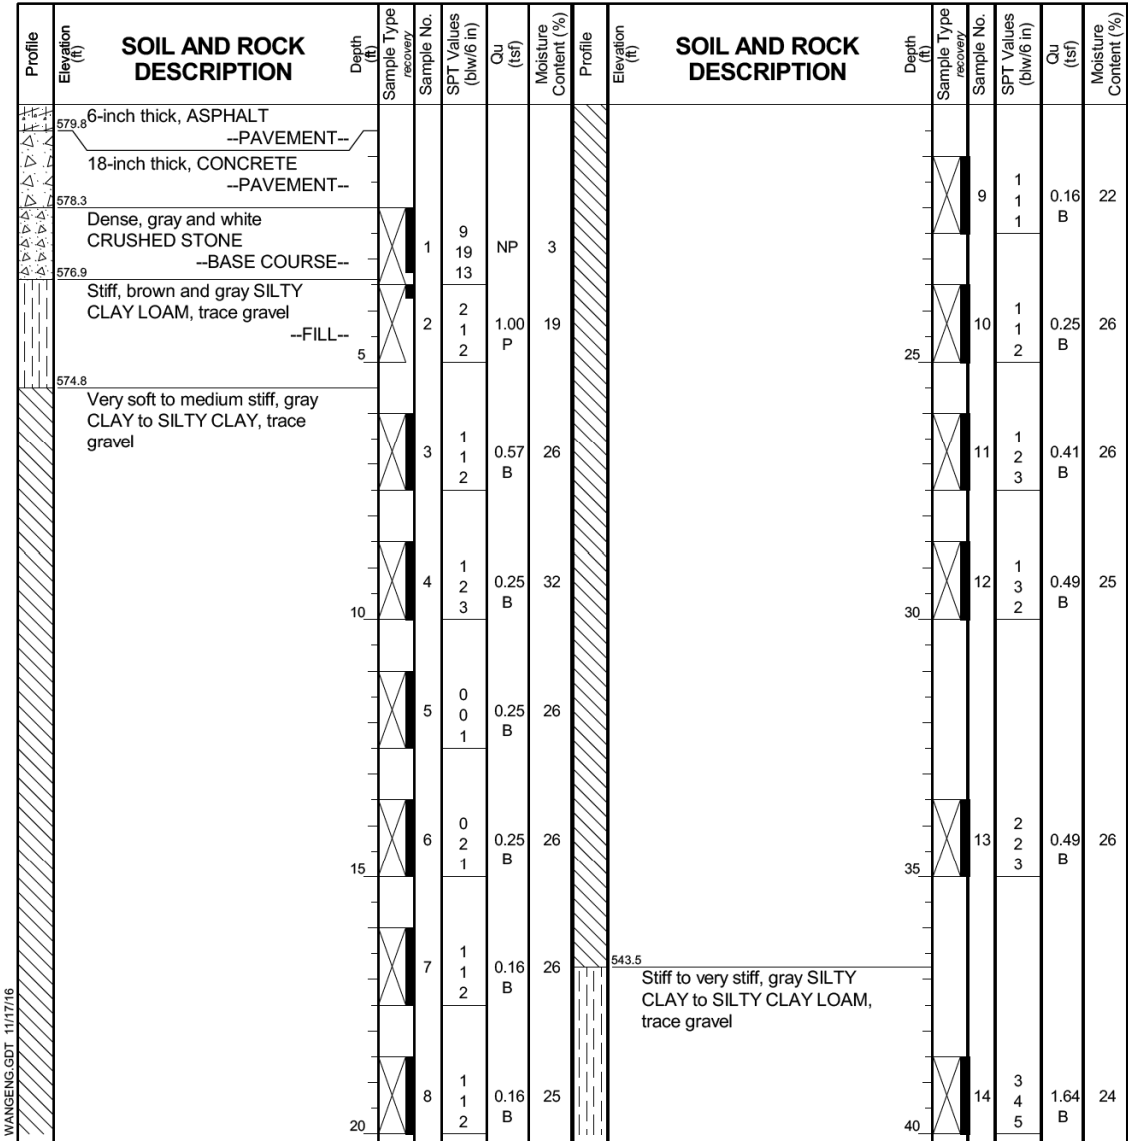 Profile
Elevation
(ft)
SOIL AND ROCK
DESCRIPTION
Depth
(ft)
Sample Type
recovery
Sample No.
SPT Values
(blw/6 in)
Qu
(tsf)
Moisture
Content (%)
579.8
6-inch thick, ASPHALT
--PAVEMENT--
18-inch thick, CONCRETE
--PAVEMENT--
578.3
Dense, gray and white
CRUSHED STONE
--BASE COURSE--
1
9
19
13
NP
3
576.9
Stiff, brown and gray SILTY
CLAY LOAM, trace gravel
--FILL--
5
2
2
1
2
1.00
P
19
574.8
Very soft to medium stiff, gray
CLAY to SILTY CLAY, trace
gravel
3
1
1
2
0.57
B
26
10
4
1
2
3
0.25
B
32
5
0
0
1
0.25
B
26
15
6
0
2
1
0.25
B
26
7
1
1
2
0.16
B
26
20
8
1
1
2
0.16
B
25
Profile
Elevation
(ft)
SOIL AND ROCK
DESCRIPTION
Depth
(ft)
Sample Type
recovery
Sample No.
SPT Values
(blw/6 in)
Qu
(tsf)
Moisture
Content (%)
9
1
1
1
0.16
B
22
25
10
1
1
2
0.25
B
26
11
1
2
3
0.41
B
26
30
12
1
3
2
0.49
B
25
35
13
2
2
3
0.49
B
26
543.5
Stiff to very stiff, gray SILTY
CLAY to SILTY CLAY LOAM,
trace gravel
40
14
3
4
5
1.64
B
24
WANGENG.GDT 11/17/16